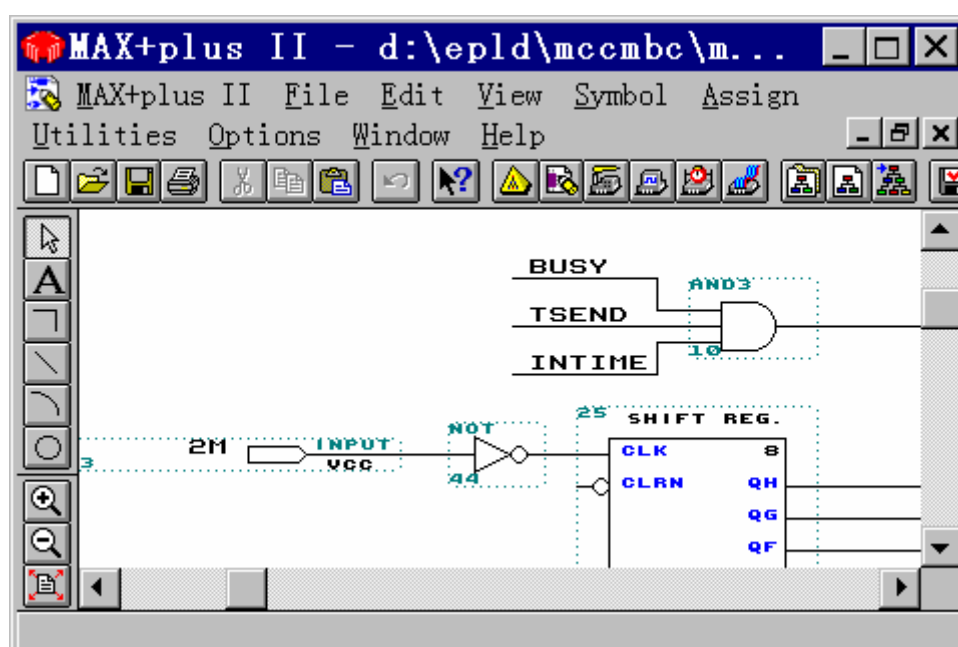 MAX+plus II - d:\epld\mccmbc\m...
MAX+plus II File Edit View Symbol Assign
Utilities Options Window Help
A
BUSY
AND3
TSEND
10
INTIME
25 SHIFT REG.
NOT
2M INPUT
CLK 8
VCC
3
44
CLRN QH
QG
QF